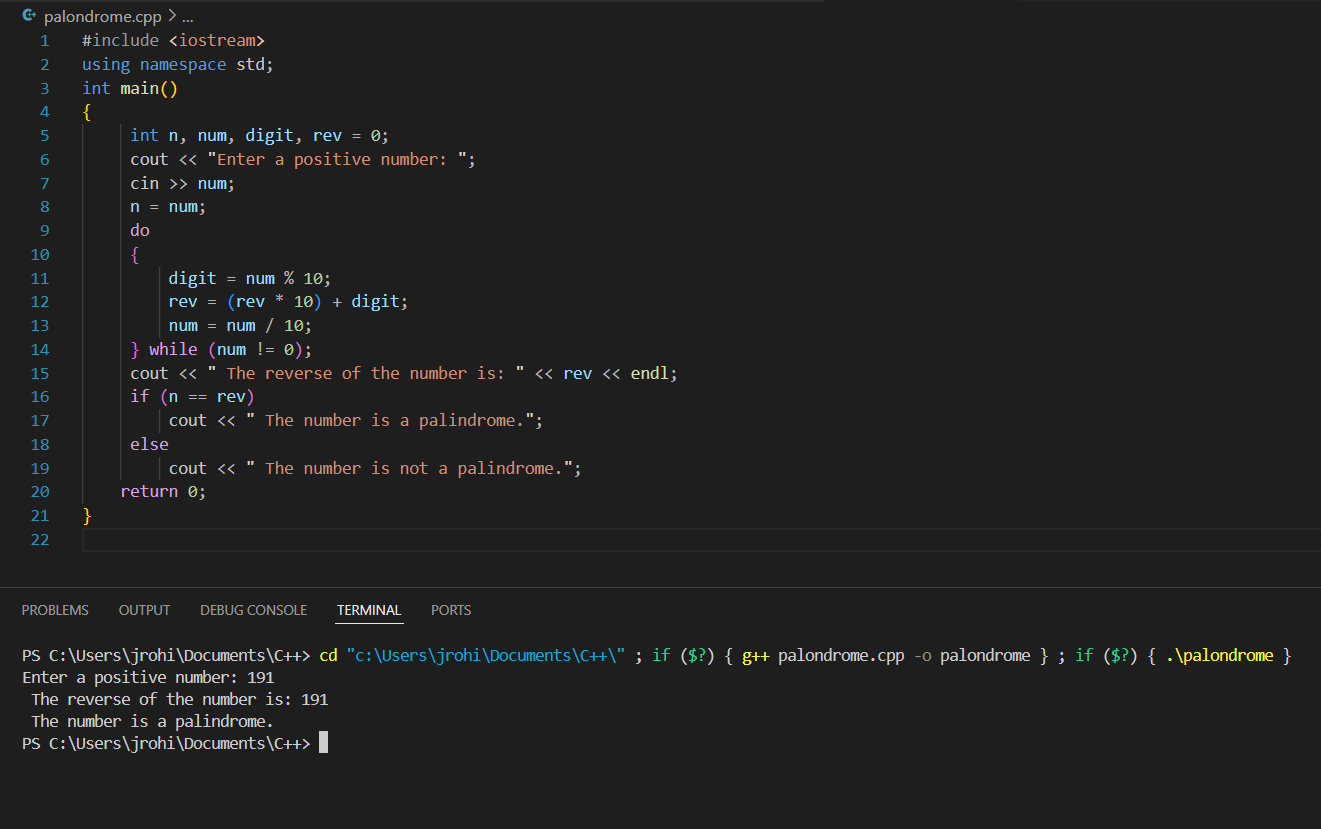 palondrome.cpp > ...
1 #include <iostream>
2 using namespace std;
3 int main()
4 {
5 int n, num, digit, rev = 0;
6 cout << "Enter a positive number: ";
7 cin >> num;
8 n = num;
9 do
10 {
11 digit = num % 10;
12 rev = (rev * 10) + digit;
13 num = num / 10;
14 } while (num != 0);
15 cout << " The reverse of the number is: " << rev << endl;
16 if (n == rev)
17 cout << " The number is a palindrome.";
18 else
19 cout << " The number is not a palindrome.";
20 return 0;
21 }
22
PROBLEMS OUTPUT DEBUG CONSOLE TERMINAL PORTS
PS C:\Users\jrohi\Documents\C++> cd "c:\Users\jrohi\Documents\C++\" ; if ($?) { g++ palondrome.cpp -o palondrome } ; if ($?) { .\palondrome }
Enter a positive number: 191
 The reverse of the number is: 191
 The number is a palindrome.
PS C:\Users\jrohi\Documents\C++>